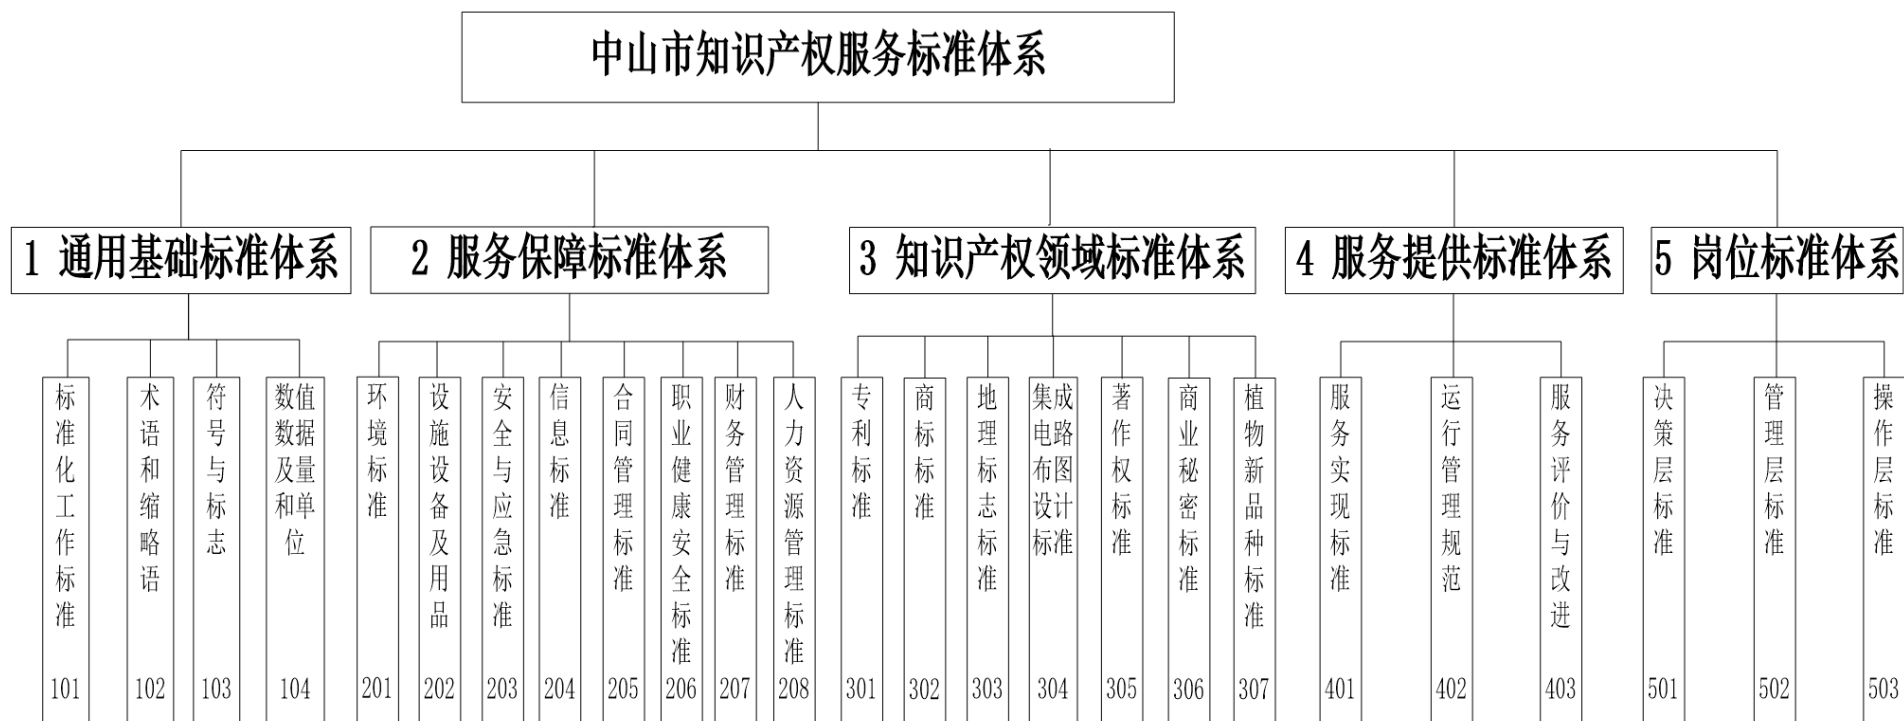 中山市知识产权服务标准体系
1 通用基础标准体系
2 服务保障标准体系
3 知识产权领域标准体系
4 服务提供标准体系
5 岗位标准体系
标准化工作标准
101
术语和缩略语
102
符号与标志
103
数值
数据
及量
和单
位
104
环境标准
201
设施设备及用品
202
安全与应急标准
203
信息标准
204
合同管理标准
205
职业健康安全标准
206
财务管理标准
207
人力资源管理标准
208
专利标准
301
商标标准
302
地理标志标准
303
集成
电路
布图
设计
标准
304
著作权标准
305
商业秘密标准
306
植物新品种标准
307
服务实现标准
401
运行管理规范
402
服务评价与改进
403
决策层标准
501
管理层标准
502
操作层标准
503